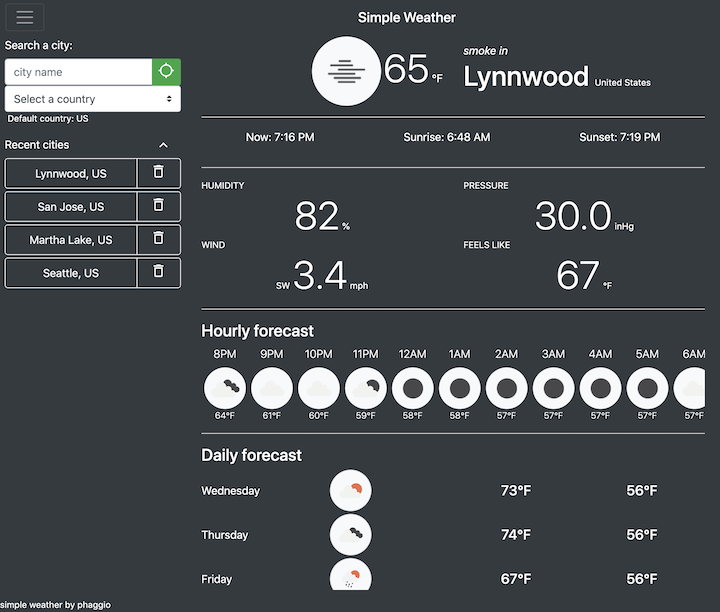 Simple Weather
Search a city:
city name
Select a country
Default country: US
Recent cities
Lynnwood, US
San Jose, US
Martha Lake, US
Seattle, US
65 °F
smoke in
Lynnwood United States
Now: 7:16 PM Sunrise: 6:48 AM Sunset: 7:19 PM
HUMIDITY PRESSURE
82 % 30.0 inHg
WIND FEELS LIKE
SW 3.4 mph 67 °F
Hourly forecast
8PM 9PM 10PM 11PM 12AM 1AM 2AM 3AM 4AM 5AM 6AM
64°F 61°F 60°F 59°F 58°F 58°F 57°F 57°F 57°F 57°F 57°F
Daily forecast
Wednesday 73°F 56°F
Thursday 74°F 56°F
Friday 67°F 56°F
simple weather by phaggio